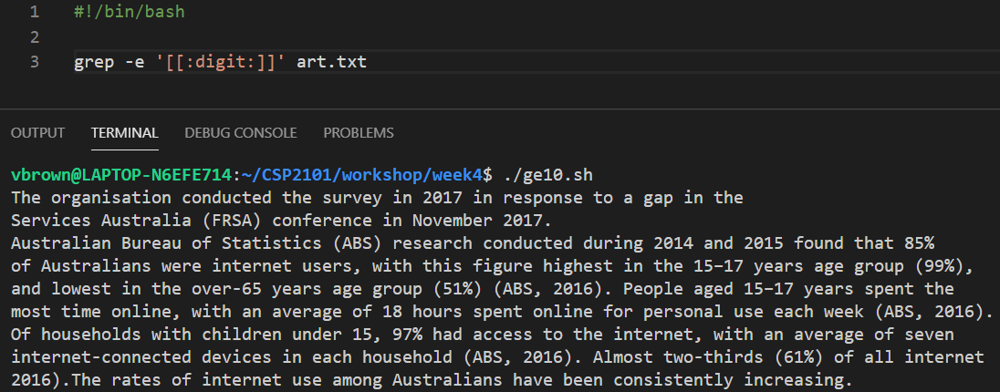 1 #!/bin/bash
2
3 grep -e '[[:digit:]]' art.txt
OUTPUT TERMINAL DEBUG CONSOLE PROBLEMS
vbrown@LAPTOP-N6EFE714:~/CSP2101/workshop/week4$ ./ge10.sh
The organisation conducted the survey in 2017 in response to a gap in the
Services Australia (FRSA) conference in November 2017.
Australian Bureau of Statistics (ABS) research conducted during 2014 and 2015 found that 85%
of Australians were internet users, with this figure highest in the 15–17 years age group (99%),
and lowest in the over-65 years age group (51%) (ABS, 2016). People aged 15–17 years spent the
most time online, with an average of 18 hours spent online for personal use each week (ABS, 2016).
Of households with children under 15, 97% had access to the internet, with an average of seven
internet-connected devices in each household (ABS, 2016). Almost two-thirds (61%) of all internet
2016).The rates of internet use among Australians have been consistently increasing.